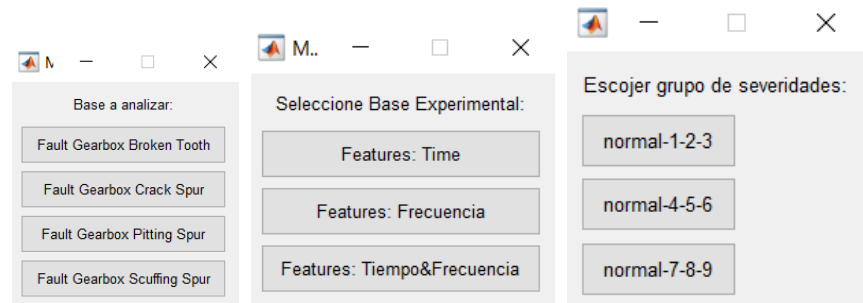 M
Base a analizar:
Fault Gearbox Broken Tooth
Fault Gearbox Crack Spur
Fault Gearbox Pitting Spur
Fault Gearbox Scuffing Spur
M..
Seleccione Base Experimental:
Features: Time
Features: Frecuencia
Features: Tiempo&Frecuencia
Escojer grupo de severidades:
normal-1-2-3
normal-4-5-6
normal-7-8-9